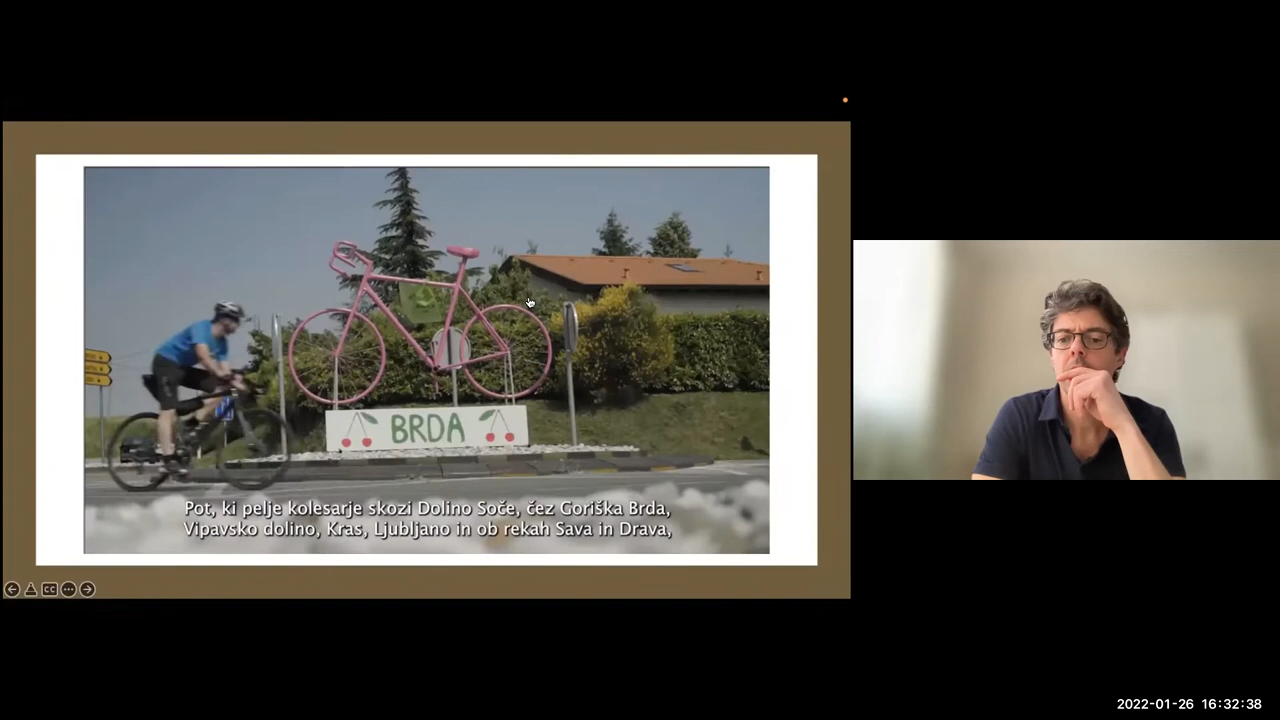 BRDA
Pot, ki pelje kolesarje skozi Dolino Soče, čez Goriška Brda,
Vipavsko dolino, Kras, Ljubljano in ob rekah Sava in Drava,
CC
2022-01-26 16:32:38